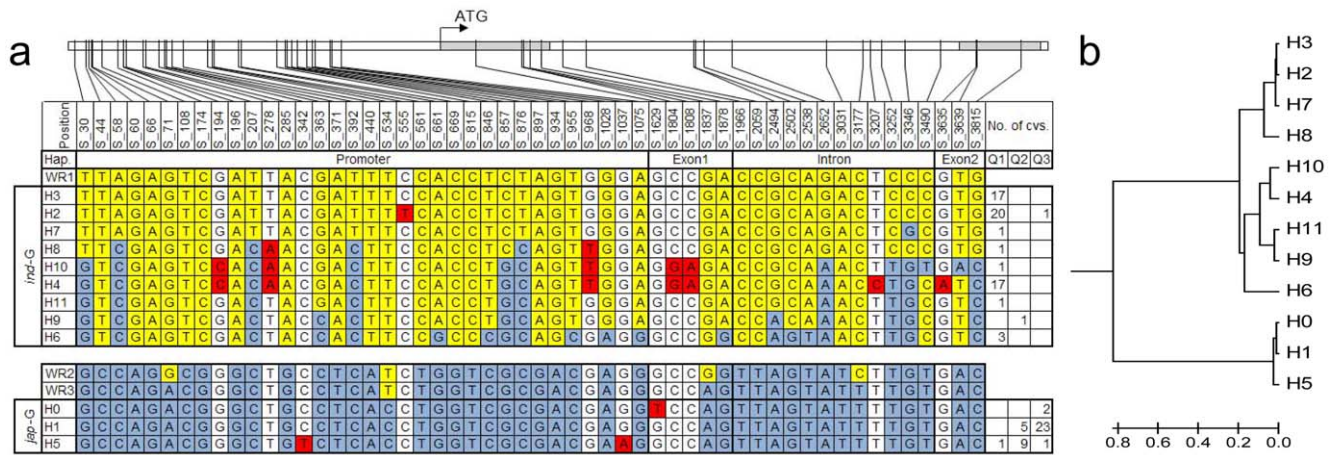 a
ATG
b
Position S_30 S_44 S_58 S_60 S_66 S_71 S_108 S_174 S_194 S_196 S_207 S_278 S_285 S_342 S_363 S_371 S_392 S_440 S_534 S_555 S_561 S_661 S_669 S_815 S_846 S_857 S_876 S_897 S_934 S_955 S_968 S_1028 S_1037 S_1075 S_1629 S_1804 S_1808 S_1837 S_1878 S_1966 S_2059 S_2494 S_2502 S_2538 S_2652 S_3031 S_3177 S_3207 S_3252 S_3346 S_3490 S_3635 S_3639 S_3815 No. of cvs.
Hap. Promoter Exon1 Intron Exon2 Q1 Q2 Q3
WR1 T T A G A G T C G A T T A C G A T T T C C A C C T C T A G T G G G A G C C G A C C G C A G A C T C C C G T G
ind-G
H3 T T A G A G T C G A T T A C G A T T T C C A C C T C T A G T G G G A G C C G A C C G C A G A C T C C C G T G 17
H2 T T A G A G T C G A T T A C G A T T T T C A C C T C T A G T G G G A G C C G A C C G C A G A C T C C C G T G 20 1
H7 T T A G A G T C G A T T A C G A T T T C C A C C T C T A G T G G G A G C C G A C C G C A G A C T C G C G T G 1
H8 T T C G A G T C G A C A A C G A C T T C C A C C T C C A G T T G G A G C C G A C C G C A G A C T C C C G T G 1
H10 G T C G A G T C C A C A A C G A C T T C C A C C T G C A G T T G G A G G A G A C C G C A A A C T T G T G A C 1
H4 G T C G A G T C C A C A A C G A C T T C C A C C T G C A G T T G G A G G A G A C C G C A A A C C T G C A T C 17
H11 G T C G A G T C G A C T A C G A C T T C C A C C T G C A G T G G G A G C C G A C C G C A A A C T T G C G T C 1
H9 G T C G A G T C G A C T A C C A C T T C C A C C T G C A G T G G G A G C C G A C C A C A A A C T T G C G T C 1
H6 G T C G A G T C G A C T A C C A C T T C C G C C C G C A G C G A G G G C C G G C C A G T A A C T T G C G T C 3
WR2 G C C A G G C G G G C T G C C T C A T C T G G T C G C G A C G A G G G C C G G T T A G T A T C T T G T G A C
WR3 G C C A G A C G G G C T G C C T C A T C T G G T C G C G A C G A G G G C C A G T T A G T A T T T T G T G A C
jap-G
H0 G C C A G A C G G G C T G C C T C A C C T G G T C G C G A C G A G G T C C A G T T A G T A T T T T G T G A C 2
H1 G C C A G A C G G G C T G C C T C A C C T G G T C G C G A C G A G G G C C A G T T A G T A T T T T G T G A C 5 23
H5 G C C A G A C G G G C T G T C T C A C C T G G T C G C G A C G A A G G C C A G T T A G T A T T T T G T G A C 1 9 1
H3
H2
H7
H8
H10
H4
H11
H9
H6
H0
H1
H5
0.8 0.6 0.4 0.2 0.0